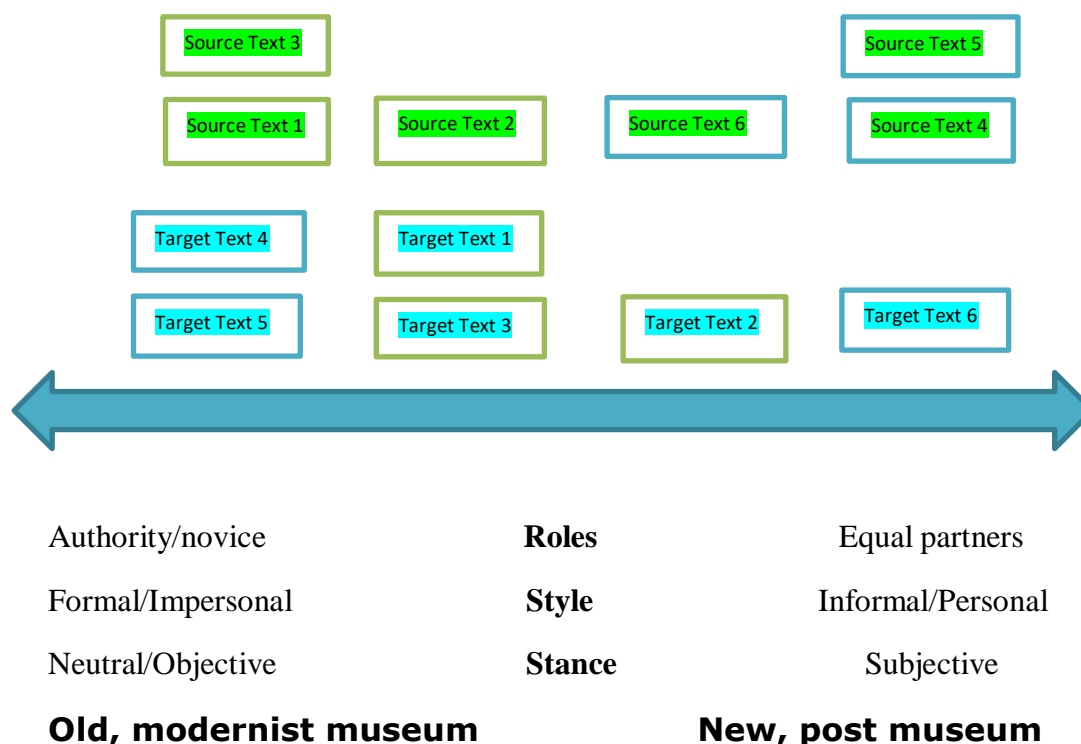 Source Text 3 Source Text 5
Source Text 1 Source Text 2 Source Text 6 Source Text 4
Target Text 4 Target Text 1
Target Text 5 Target Text 3 Target Text 2 Target Text 6
Authority/novice Roles Equal partners
Formal/Impersonal Style Informal/Personal
Neutral/Objective Stance Subjective
Old, modernist museum New, post museum